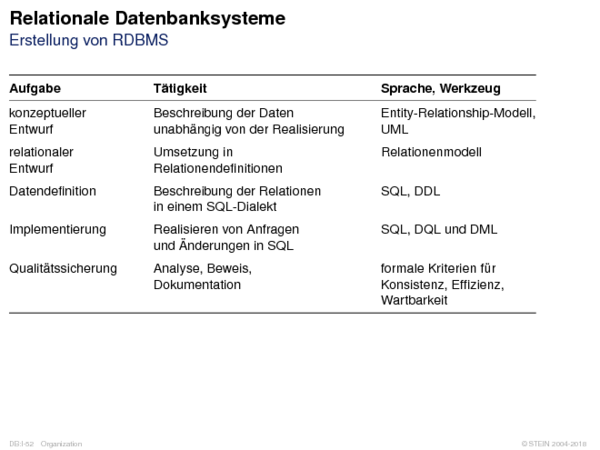 Relationale Datenbanksysteme
Erstellung von RDBMS
Aufgabe Tätigkeit Sprache, Werkzeug
konzeptueller Beschreibung der Daten Entity-Relationship-Modell,
Entwurf unabhängig von der Realisierung UML
relationaler Umsetzung in Relationenmodell
Entwurf Relationendefinitionen
Datendefinition Beschreibung der Relationen SQL, DDL
in einem SQL-Dialekt
Implementierung Realisieren von Anfragen SQL, DQL und DML
und Änderungen in SQL
Qualitätssicherung Analyse, Beweis, formale Kriterien für
Dokumentation Konsistenz, Effizienz,
Wartbarkeit
DB:I-52 Organization © STEIN 2004-2018